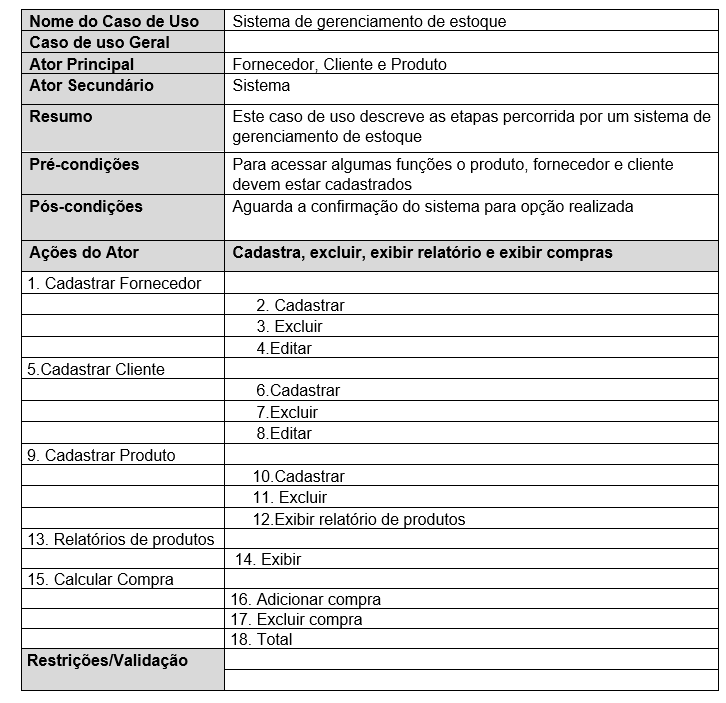 Nome do Caso de Uso Sistema de gerenciamento de estoque
Caso de uso Geral
Ator Principal Fornecedor, Cliente e Produto
Ator Secundário Sistema
Resumo Este caso de uso descreve as etapas percorrida por um sistema de
gerenciamento de estoque
Pré-condições Para acessar algumas funções o produto, fornecedor e cliente
devem estar cadastrados
Pós-condições Aguarda a confirmação do sistema para opção realizada
Ações do Ator Cadastra, excluir, exibir relatório e exibir compras
1. Cadastrar Fornecedor
2. Cadastrar
3. Excluir
4.Editar
5.Cadastrar Cliente
6.Cadastrar
7.Excluir
8.Editar
9. Cadastrar Produto
10.Cadastrar
11. Excluir
12.Exibir relatório de produtos
13. Relatórios de produtos
14. Exibir
15. Calcular Compra
16. Adicionar compra
17. Excluir compra
18. Total
Restrições/Validação